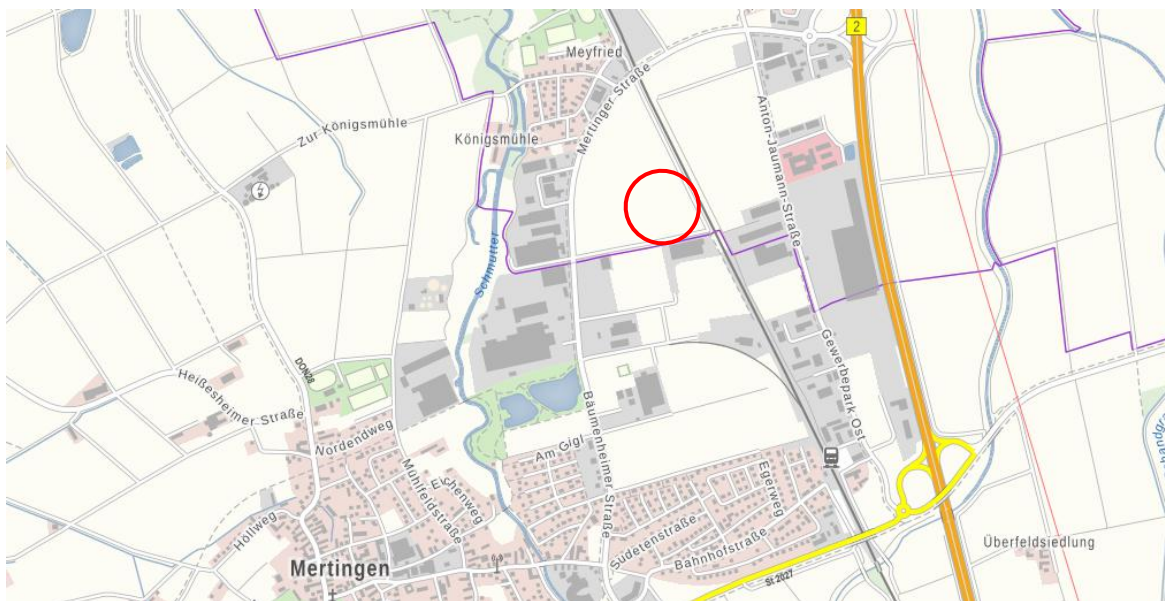 2
Meyfried
Mertinger Straße
Zur Königsmühle
Königsmühle
Anton-Jaumann-Straße
Schmutter
DON28
Heißesheimer Straße
Nordendweg
Gewerbepark Ost
Bäumenheimer Straße
Am Gigl
Mühlfeldstraße
Eichenweg
Egerweg
Höllweg
Sudetenstraße
Bahnhofstraße
Überfeldsiedlung
Mertingen
St 2027